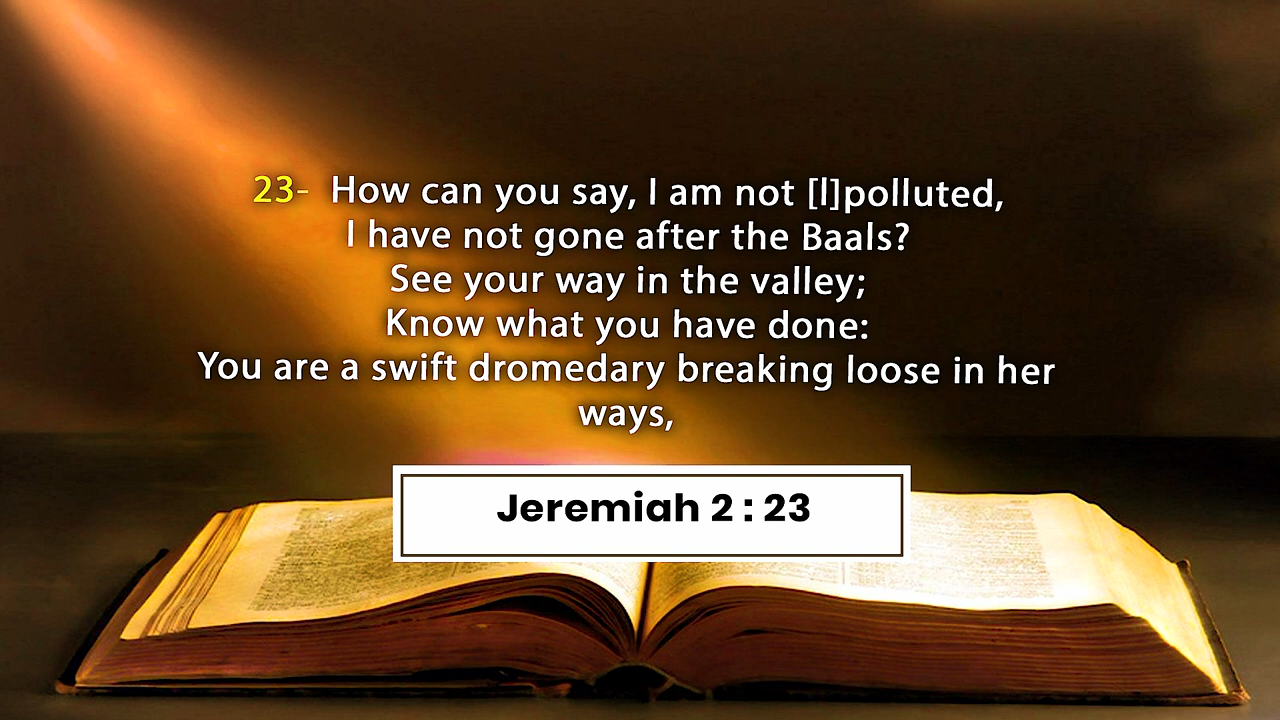 23- How can you say, I am not [l]polluted,
I have not gone after the Baals?
See your way in the valley;
Know what you have done:
You are a swift dromedary breaking loose in her
ways,
Jeremiah 2 : 23